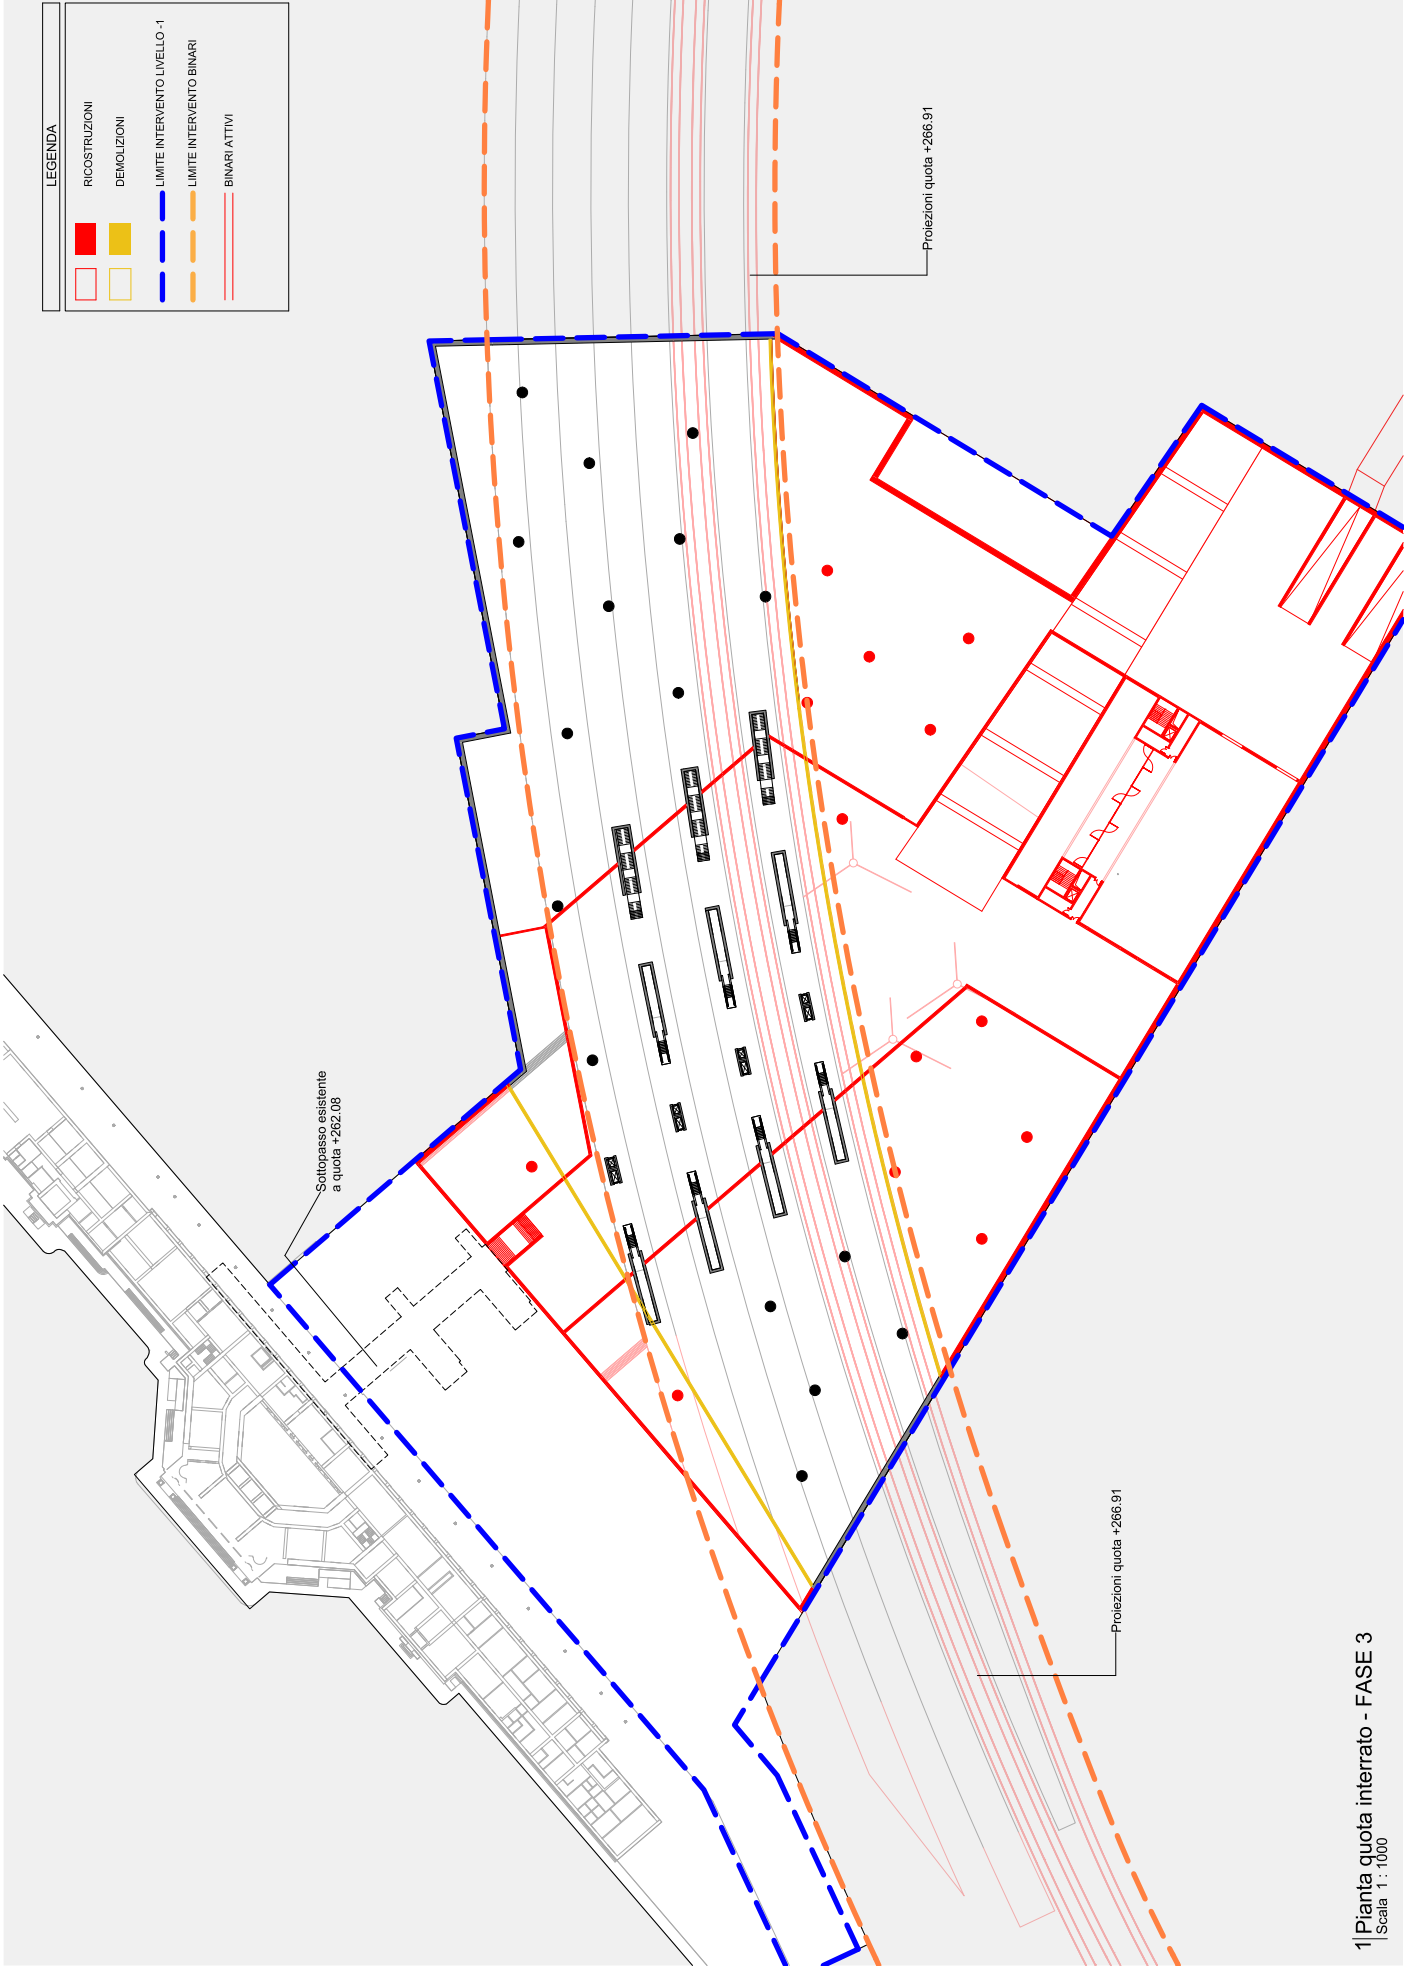 LEGENDA
RICOSTRUZIONI
DEMOLIZIONI
LIMITE INTERVENTO LIVELLO -1
LIMITE INTERVENTO BINARI
BINARI ATTIVI
Sottopasso esistente
a quota +262.08
Proiezioni quota +266.91
Proiezioni quota +266.91
1 Pianta quota interrato - FASE 3
Scala 1 : 1000